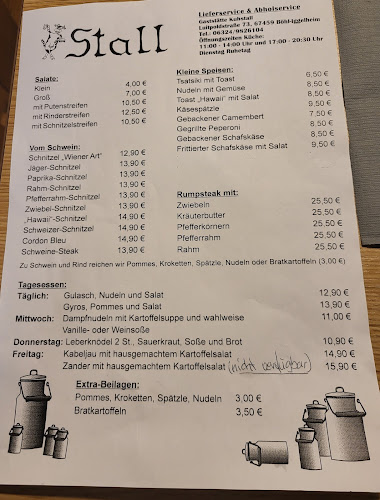 Stall
Lieferservice & Abholservice
Gaststätte Kuhstall
Luitpoldstraße 73, 67459 Böhl-Iggelheim
Tel.: 06324/9826104
Öffnungszeiten Küche:
11:00 - 14:00 Uhr und 17:00 - 20:30 Uhr
Dienstag Ruhetag
Salate:
Klein 4,00 €
Groß 7,00 €
mit Putenstreifen 10,50 €
mit Rinderstreifen 12,50 €
mit Schnitzelstreifen 10,50 €
Kleine Speisen:
Tsatsiki mit Toast 6,50 €
Nudeln mit Gemüse 8,50 €
Toast „Hawaii" mit Salat 8,50 €
Käsespätzle 9,50 €
Gebackener Camembert 7,50 €
Gegrillte Peperoni 8,50 €
Gebackener Schafskäse 8,50 €
Frittierter Schafskäse mit Salat 9,50 €
Vom Schwein:
Schnitzel „Wiener Art" 12,90 €
Jäger-Schnitzel 13,90 €
Paprika-Schnitzel 13,90 €
Rahm-Schnitzel 13,90 €
Pfefferrahm-Schnitzel 13,90 €
Zwiebel-Schnitzel 13,90 €
„Hawaii"-Schnitzel 14,90 €
Schweizer-Schnitzel 14,90 €
Cordon Bleu 14,90 €
Schweine-Steak 13,90 €
Rumpsteak mit:
Zwiebeln 25,50 €
Kräuterbutter 25,50 €
Pfefferkörnern 25,50 €
Pfefferrahm 25,50 €
Rahm 25,50 €
Zu Schwein und Rind reichen wir Pommes, Kroketten, Spätzle, Nudeln oder Bratkartoffeln (3,00 €)
Tagesessen:
Täglich: Gulasch, Nudeln und Salat 12,90 €
Gyros, Pommes und Salat 13,90 €
Mittwoch: Dampfnudeln mit Kartoffelsuppe und wahlweise 11,00 €
Vanille- oder Weinsoße
Donnerstag: Leberknödel 2 St., Sauerkraut, Soße und Brot 10,90 €
Freitag: Kabeljau mit hausgemachtem Kartoffelsalat 14,90 €
Zander mit hausgemachtem Kartoffelsalat (nicht verfügbar) 15,90 €
Extra-Beilagen:
Pommes, Kroketten, Spätzle, Nudeln 3,00 €
Bratkartoffeln 3,50 €